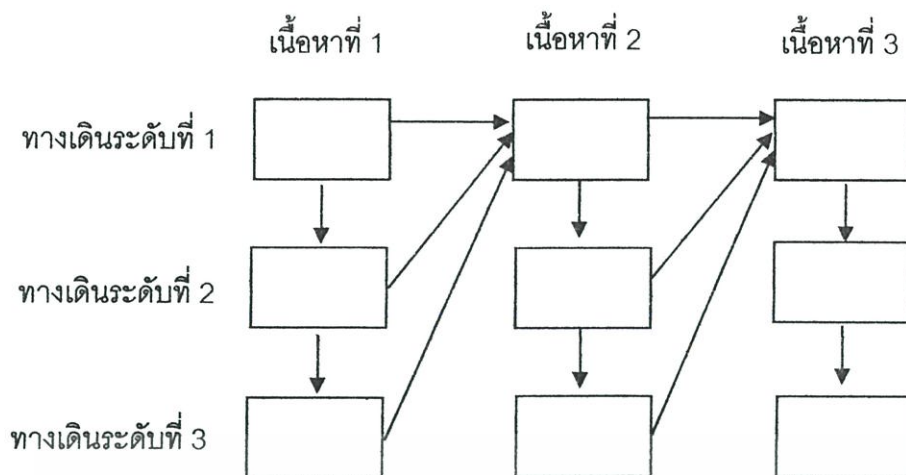 เนื้อหาที่ 1 เนื้อหาที่ 2 เนื้อหาที่ 3
ทางเดินระดับที่ 1
ทางเดินระดับที่ 2
ทางเดินระดับที่ 3